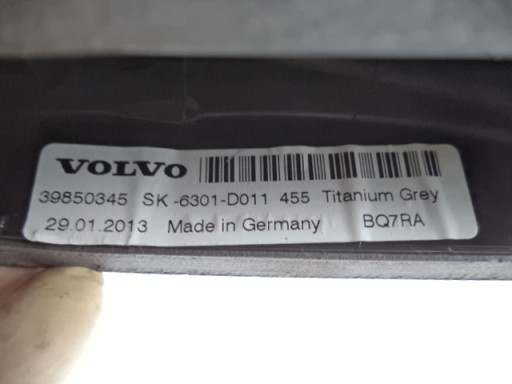 VOLVO
39850345 SK-6301-D011 455 Titanium Grey
29.01.2013 Made in Germany BQ7RA